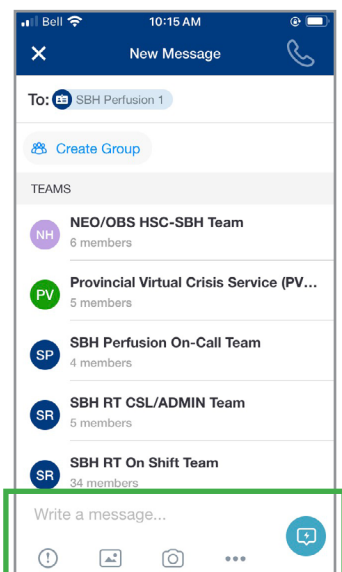 Bell 10:15 AM
New Message
To: SBH Perfusion 1
Create Group
TEAMS
NH NEO/OBS HSC-SBH Team
6 members
PV Provincial Virtual Crisis Service (PV...
5 members
SP SBH Perfusion On-Call Team
4 members
SR SBH RT CSL/ADMIN Team
5 members
SR SBH RT On Shift Team
34 members
Write a message...